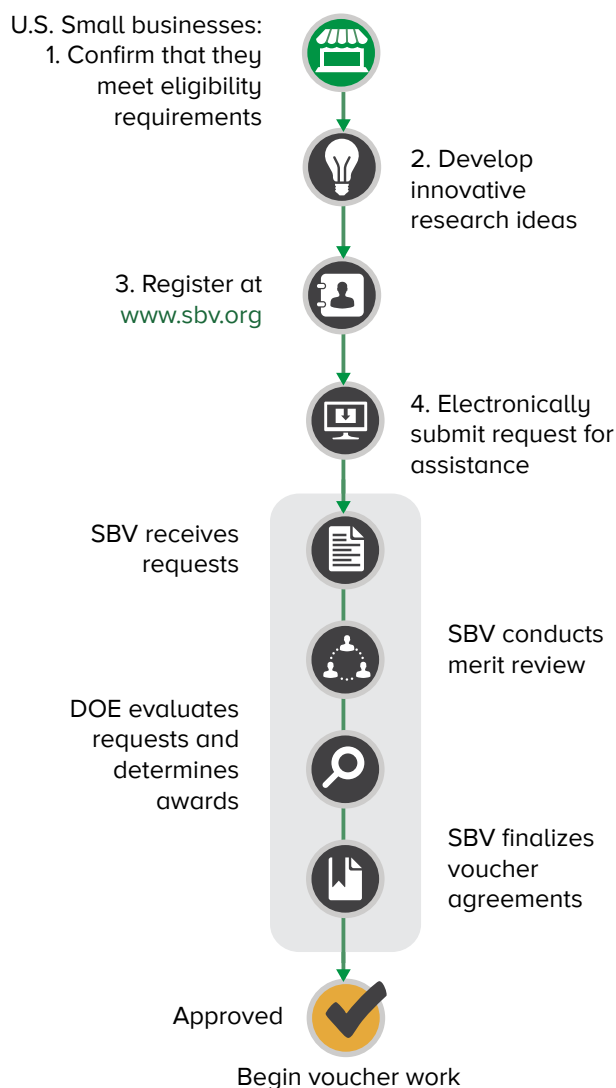 U.S. Small businesses:
1. Confirm that they
meet eligibility
requirements
2. Develop
innovative
research ideas
3. Register at
www.sbv.org
4. Electronically
submit request for
assistance
SBV receives
requests
SBV conducts
merit review
DOE evaluates
requests and
determines
awards
SBV finalizes
voucher
agreements
Approved
Begin voucher work